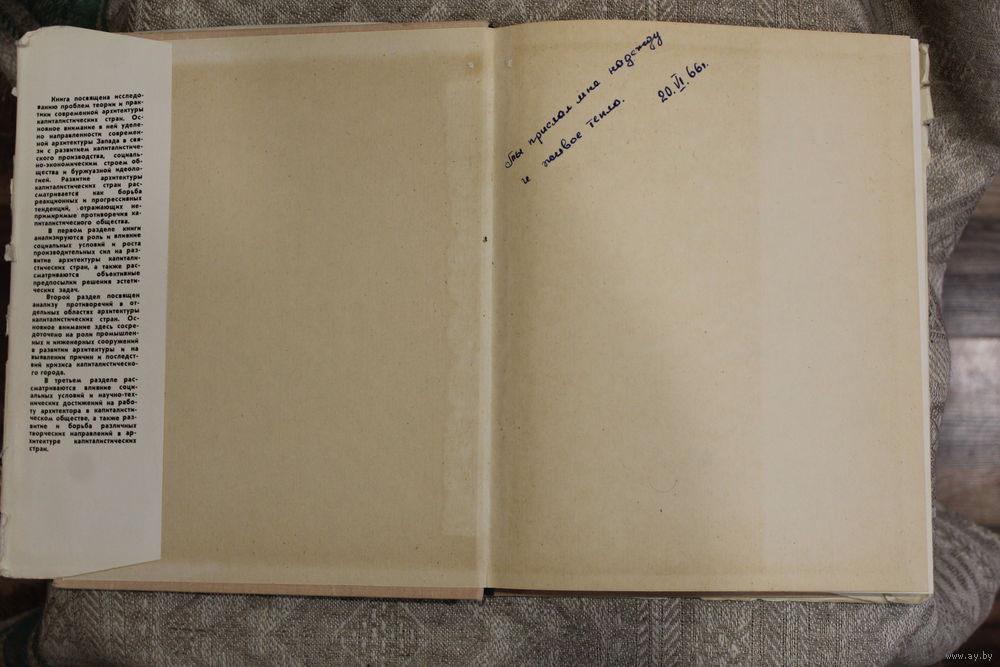 Книга посвящена исследо-
ванию проблем теории и прак-
тики современной архитектуры
капиталистических стран. Ос-
новное внимание в ней уделе-
но направленности современ-
ной архитектуры Запада в свя-
зи с развитием капиталистиче-
ского производства, социаль-
но-экономическим строем об-
щества и буржуазной идеоло-
гией. Развитие архитектуры
капиталистических стран рас-
сматривается как борьба
реакционных и прогрессивных
тенденций, отражающих не-
примиримые противоречия ка-
питалистического общества.
В первом разделе книги
анализируются роль и влияние
социальных условий и роста
производительных сил на раз-
витие архитектуры капитали-
стических стран, а также рас-
сматриваются объективные
предпосылки решения эстети-
ческих задач.
Второй раздел посвящен
анализу противоречий в от-
дельных областях архитектуры
капиталистических стран. Ос-
новное внимание здесь сосре-
доточено на роли промышлен-
ных и инженерных сооружений
в развитии архитектуры и на
выявлении причин и последст-
вий кризиса капиталистическо-
го города.
В третьем разделе рас-
сматриваются влияние соци-
альных условий и научно-тех-
нических достижений на рабо-
ту архитектора в капиталисти-
ческом обществе, а также раз-
витие и борьба различных
творческих направлений в ар-
хитектуре капиталистических
стран.
Ты прислал мне надежду
и тепло.
20.VI.66г.
www.ay.by